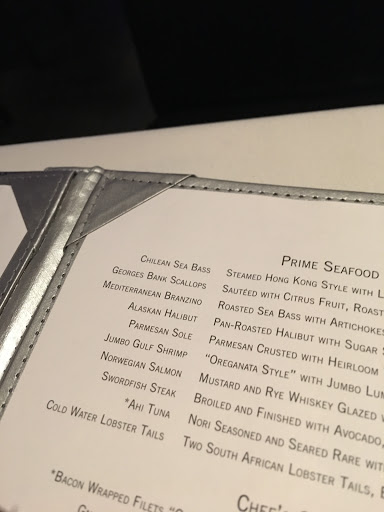 Prime Seafood
Chilean Sea Bass Steamed Hong Kong Style with
Georges Bank Scallops Sautéed with Citrus Fruit,
Mediterranean Branzino Roasted Sea Bass with Artichokes
Alaskan Halibut Pan-Roasted Halibut with Sugar
Parmesan Sole Parmesan Crusted with Heirloom
Jumbo Gulf Shrimp "Oreganata Style" with Jumbo
Norwegian Salmon Mustard and Rye Whiskey Glazed
Swordfish Steak Broiled and Finished with Avocado,
*Ahi Tuna Nori Seasoned and Seared Rare with
Cold Water Lobster Tails Two South African Lobster Tails,
Chef's
*Bacon Wrapped Filets